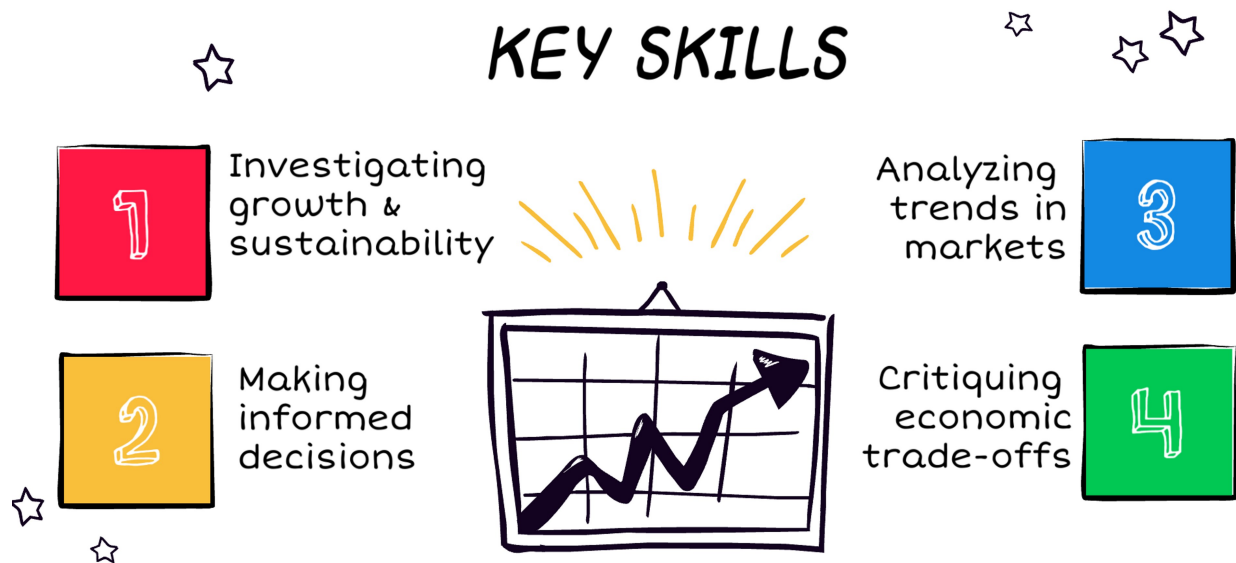 KEY SKILLS
1
Investigating
growth &
sustainability
2
Making
informed
decisions
3
Analyzing
trends in
markets
4
Critiquing
economic
trade-offs